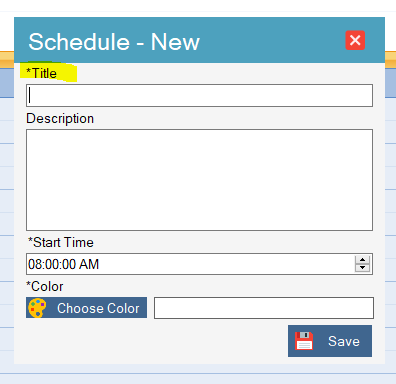 Schedule - New
*Title
Description
*Start Time
08:00:00 AM
*Color
Choose Color
Save